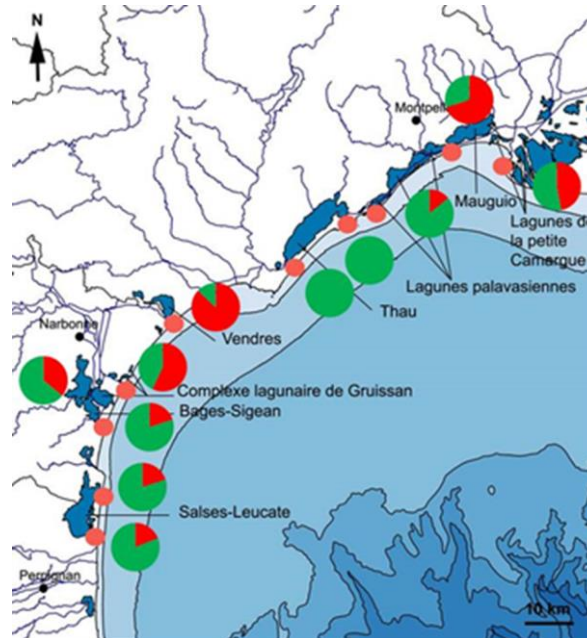 N
Montpell
Mauguio
Lagunes de
la petite
Camargue
Lagunes palavasiennes
Thau
Vendres
Narbonne
Complexe lagunaire de Gruissan
Bages-Sigean
Salses-Leucate
Perpignan
10 km